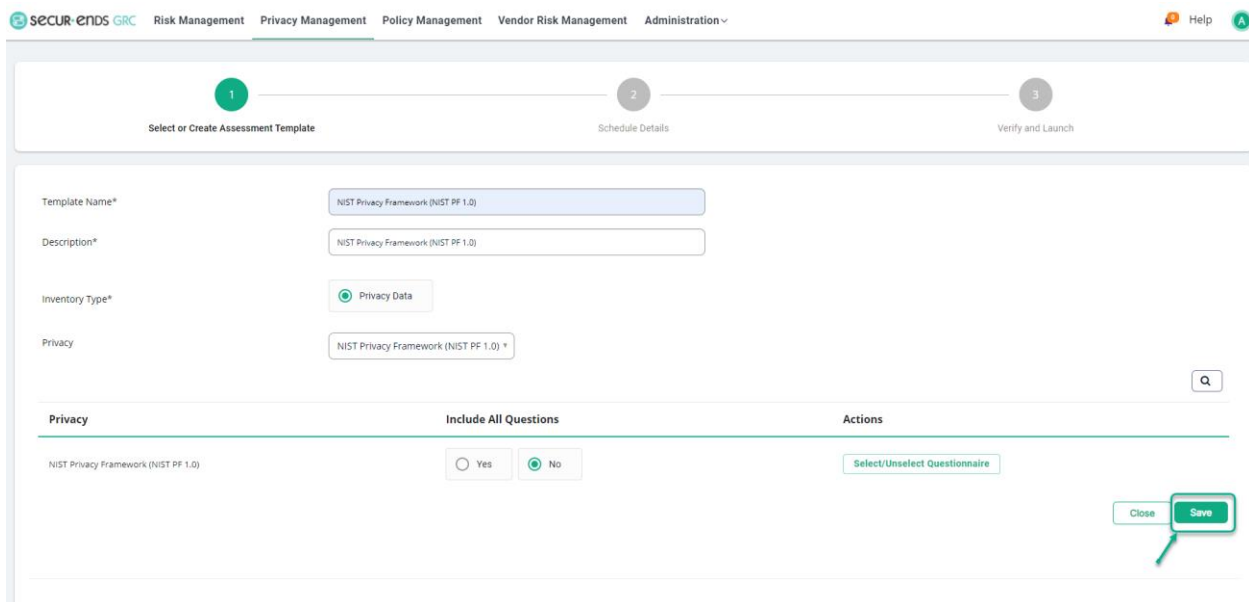 SECUR-ENDS GRC Risk Management Privacy Management Policy Management Vendor Risk Management Administration Help A
1 2 3
Select or Create Assessment Template Schedule Details Verify and Launch
Template Name* NIST Privacy Framework (NIST PF 1.0)
Description* NIST Privacy Framework (NIST PF 1.0)
Inventory Type* Privacy Data
Privacy NIST Privacy Framework (NIST PF 1.0)
Privacy Include All Questions Actions
NIST Privacy Framework (NIST PF 1.0) Yes No Select/Unselect Questionnaire
Close Save